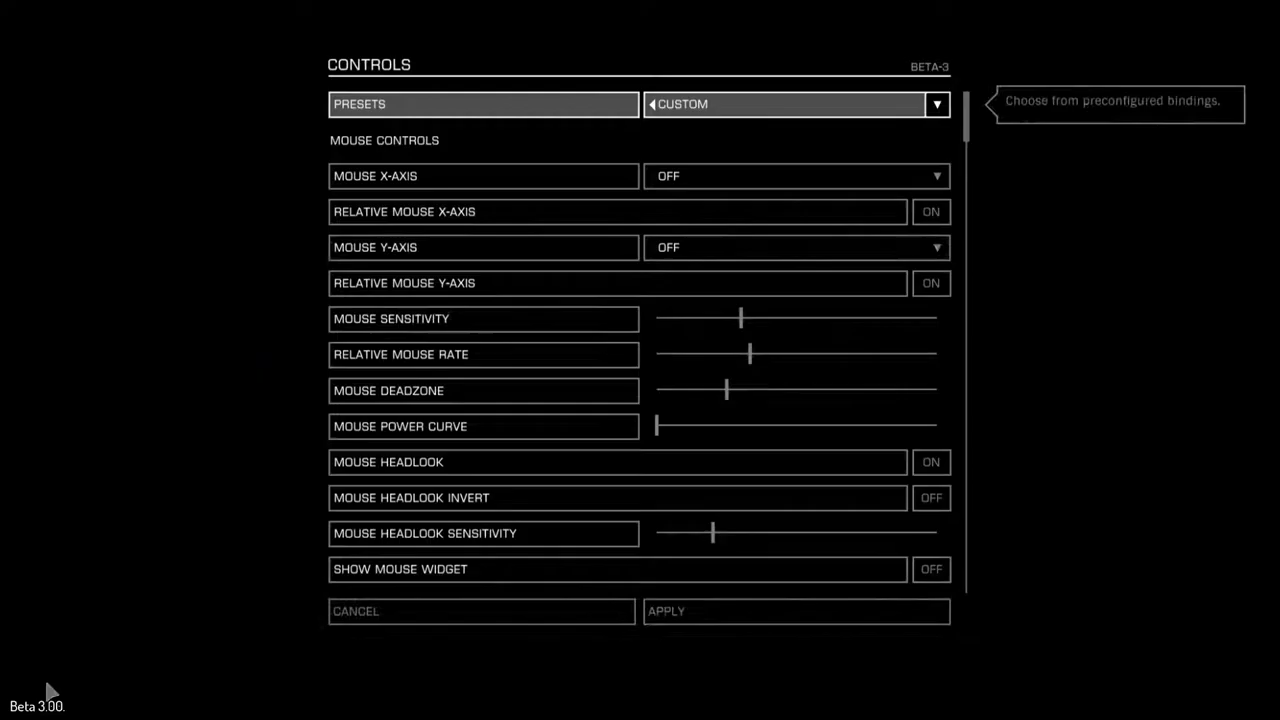 CONTROLS BETA-3
PRESETS CUSTOM
Choose from preconfigured bindings.
MOUSE CONTROLS
MOUSE X-AXIS OFF
RELATIVE MOUSE X-AXIS ON
MOUSE Y-AXIS OFF
RELATIVE MOUSE Y-AXIS ON
MOUSE SENSITIVITY
RELATIVE MOUSE RATE
MOUSE DEADZONE
MOUSE POWER CURVE
MOUSE HEADLOOK ON
MOUSE HEADLOOK INVERT OFF
MOUSE HEADLOOK SENSITIVITY
SHOW MOUSE WIDGET OFF
CANCEL APPLY
Beta 3.00.